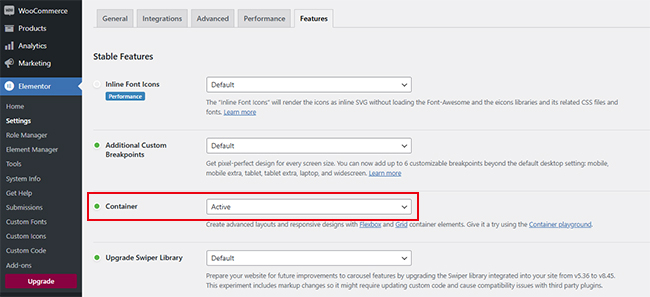 WooCommerce
Products
Analytics
Marketing
Elementor
Home
Settings
Role Manager
Element Manager
Tools
System Info
Get Help
Submissions
Custom Fonts
Custom Icons
Custom Code
Add-ons
Upgrade
General
Integrations
Advanced
Performance
Features
Stable Features
Inline Font Icons
Performance
Default
The "Inline Font Icons" will render the icons as inline SVG without loading the Font-Awesome and the eicons libraries and its related CSS files and
fonts. Learn more
Additional Custom
Breakpoints
Default
Get pixel-perfect design for every screen size. You can now add up to 6 customizable breakpoints beyond the default desktop setting: mobile,
mobile extra, tablet, tablet extra, laptop, and widescreen. Learn more
Container
Active
Create advanced layouts and responsive designs with Flexbox and Grid container elements. Give it a try using the Container playground.
Upgrade Swiper Library
Default
Prepare your website for future improvements to carousel features by upgrading the Swiper library integrated into your site from v5.36 to v8.45.
This experiment includes markup changes so it might require updating custom code and cause compatibility issues with third party plugins.